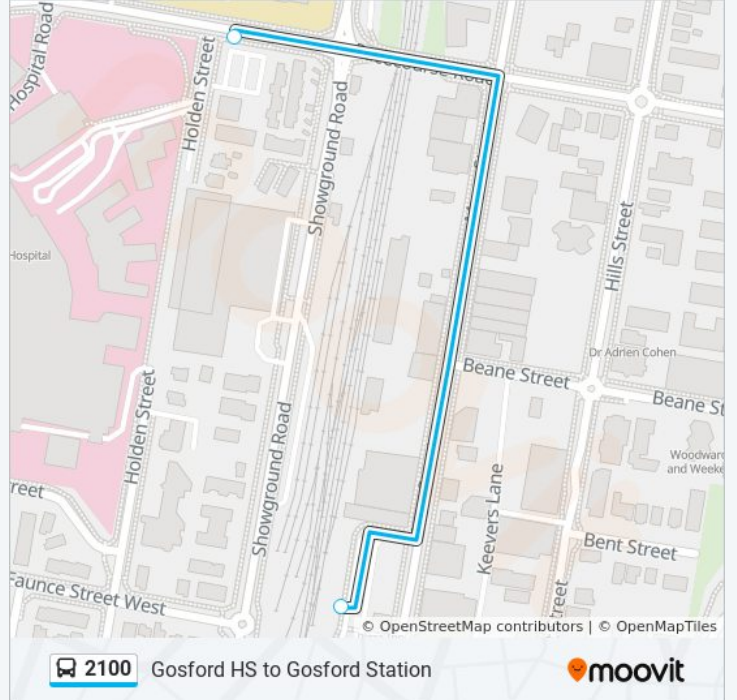 Hospital Road
Holden Street
Showground Road
Hills Street
Hospital
Dr Adrien Cohen
Beane Street
Beane St
Holden Street
Showground Road
Woodward
and Weeke
Keevers Lane
reet
Bent Street
Faunce Street West
treet
© OpenStreetMap contributors | © OpenMapTiles
2100 Gosford HS to Gosford Station
moovit